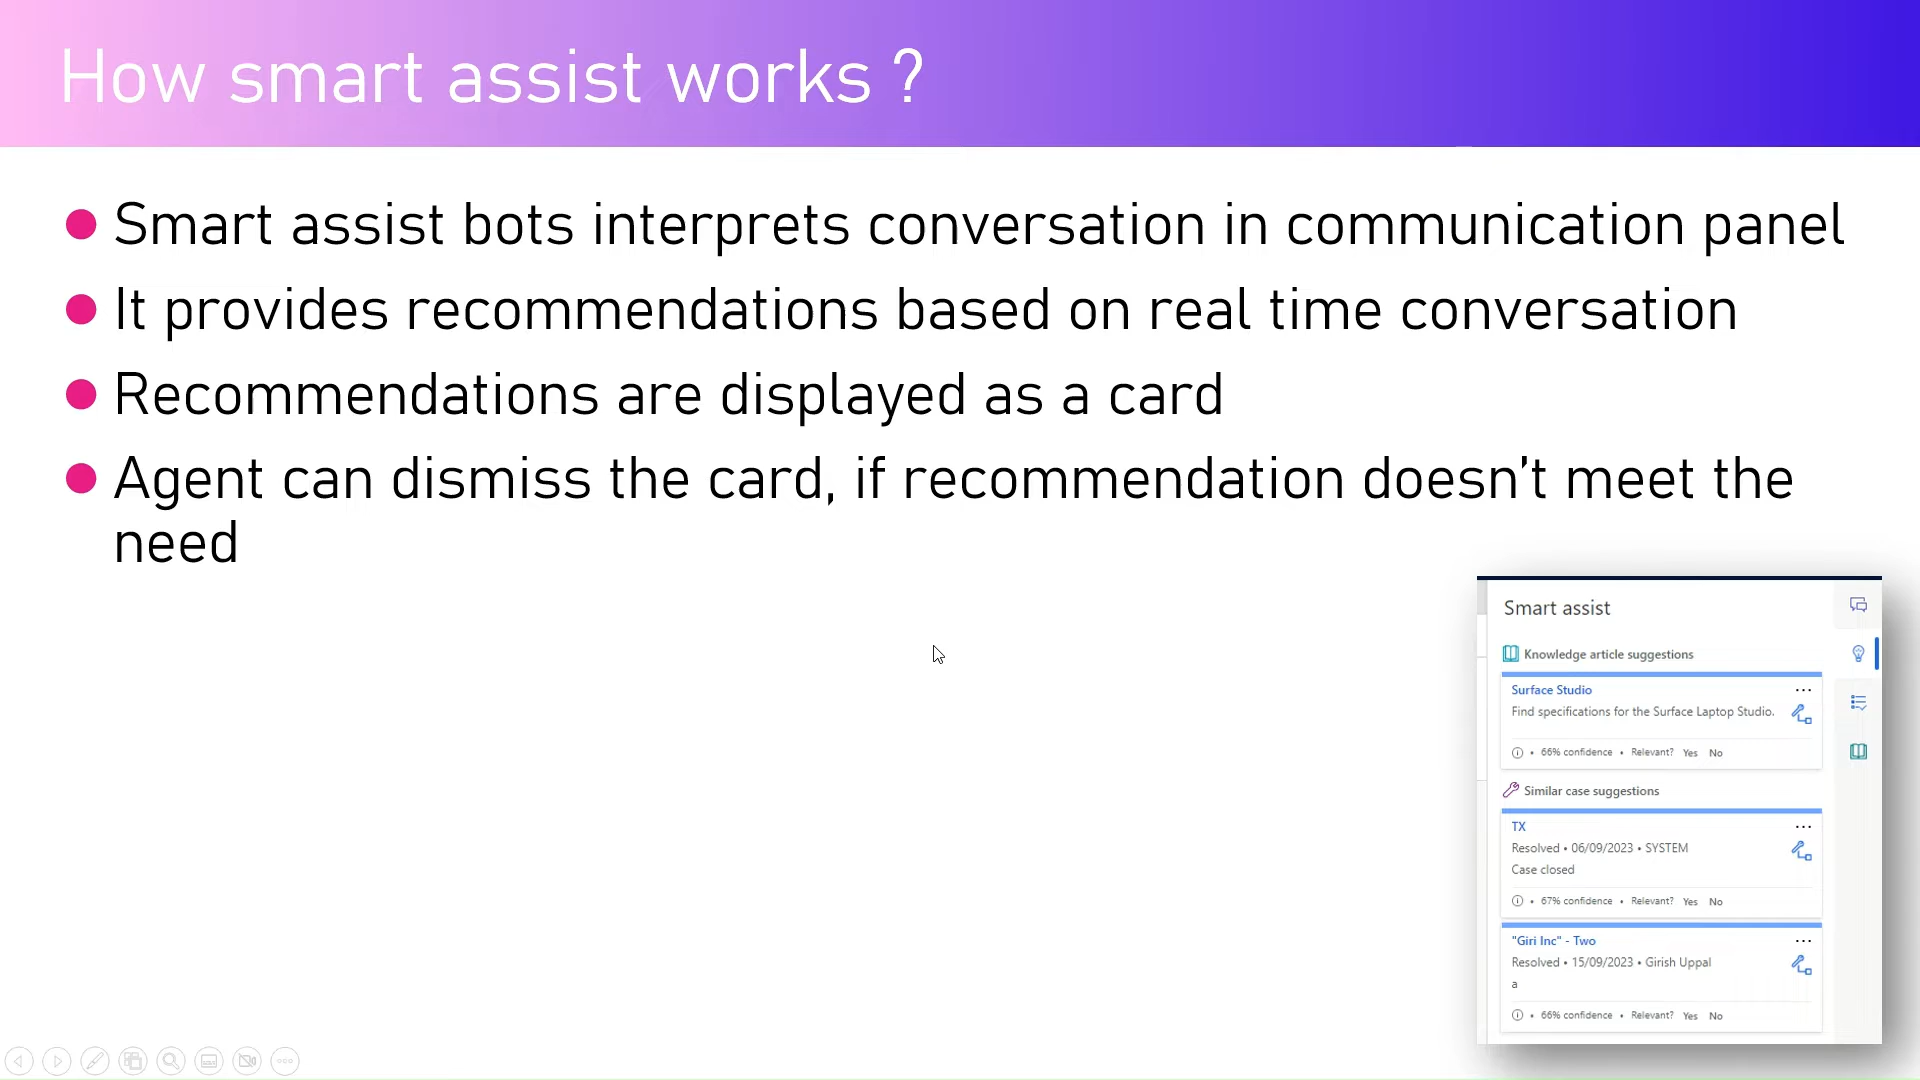 How smart assist works ?
Smart assist bots interprets conversation in communication panel
It provides recommendations based on real time conversation
Recommendations are displayed as a card
Agent can dismiss the card, if recommendation doesn't meet the
need
Smart assist
Knowledge article suggestions
Surface Studio
Find specifications for the Surface Laptop Studio.
• 66% confidence • Relevant? Yes No
Similar case suggestions
TX
Resolved • 06/09/2023 • SYSTEM
Case closed
• 67% confidence • Relevant? Yes No
"Giri Inc" - Two
Resolved • 15/09/2023 • Girish Uppal
a
• 66% confidence • Relevant? Yes No